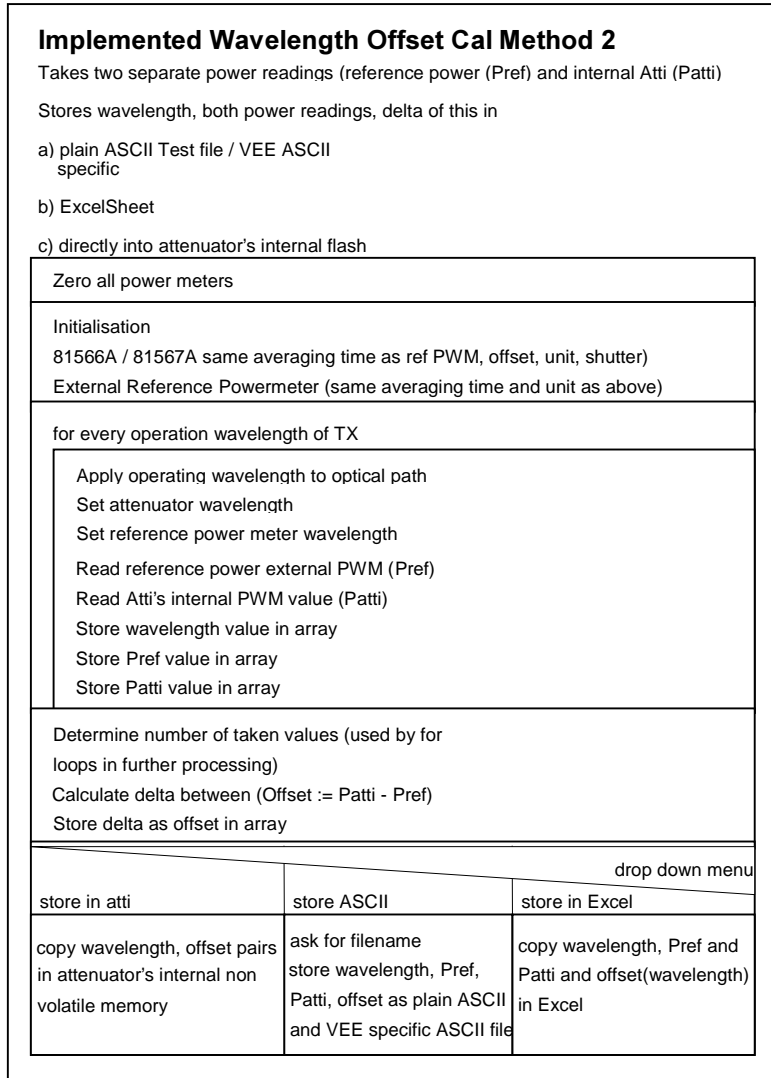 Implemented Wavelength Offset Cal Method 2
Takes two separate power readings (reference power (Pref) and internal Atti (Patti)
Stores wavelength, both power readings, delta of this in
a) plain ASCII Test file / VEE ASCII
specific
b) ExcelSheet
c) directly into attenuator's internal flash
Zero all power meters
Initialisation
81566A / 81567A same averaging time as ref PWM, offset, unit, shutter)
External Reference Powermeter (same averaging time and unit as above)
for every operation wavelength of TX
Apply operating wavelength to optical path
Set attenuator wavelength
Set reference power meter wavelength
Read reference power external PWM (Pref)
Read Atti's internal PWM value (Patti)
Store wavelength value in array
Store Pref value in array
Store Patti value in array
Determine number of taken values (used by for
loops in further processing)
Calculate delta between (Offset := Patti - Pref)
Store delta as offset in array
drop down menu
store in atti
copy wavelength, offset pairs
in attenuator's internal non
volatile memory
store ASCII
ask for filename
store wavelength, Pref,
Patti, offset as plain ASCII
and VEE specific ASCII file
store in Excel
copy wavelength, Pref and
Patti and offset(wavelength)
in Excel